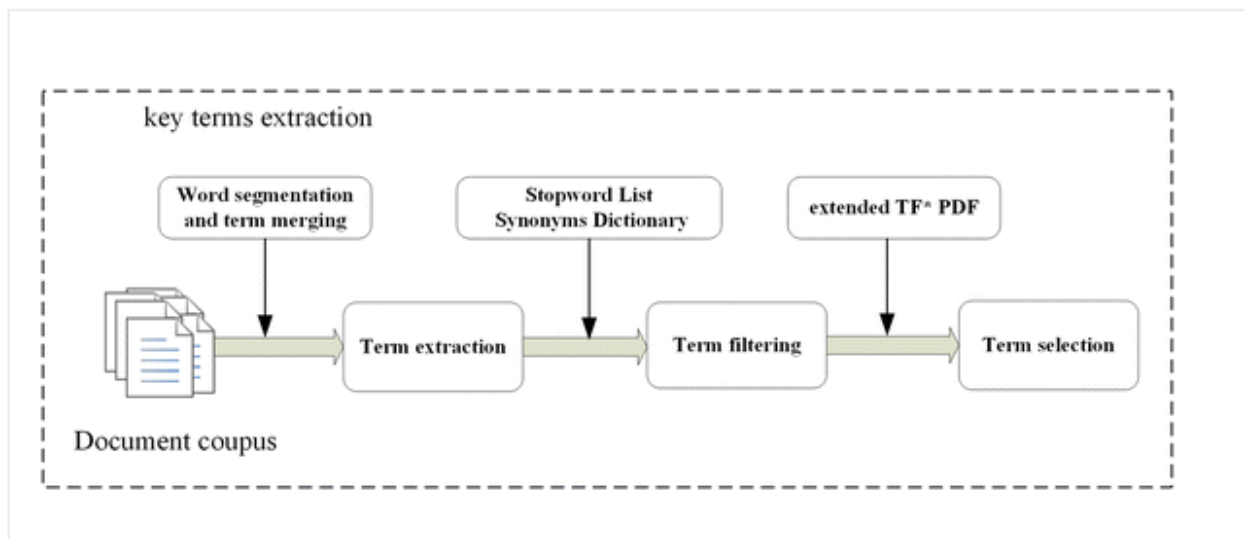 key terms extraction
Word segmentation
and term merging
Stopword List
Synonyms Dictionary
extended TF* PDF
Term extraction
Term filtering
Term selection
Document coupus